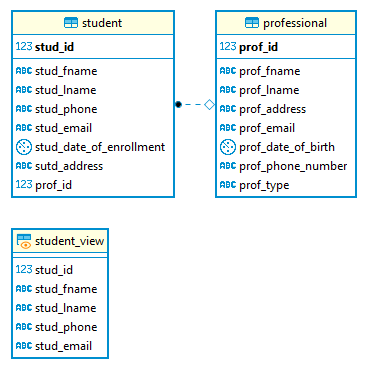 student
123 stud_id
ABC stud_fname
ABC stud_lname
ABC stud_phone
ABC stud_email
stud_date_of_enrollment
ABC sutd_address
123 prof_id
professional
123 prof_id
ABC prof_fname
ABC prof_lname
ABC prof_address
ABC prof_email
prof_date_of_birth
ABC prof_phone_number
ABC prof_type
student_view
123 stud_id
ABC stud_fname
ABC stud_lname
ABC stud_phone
ABC stud_email